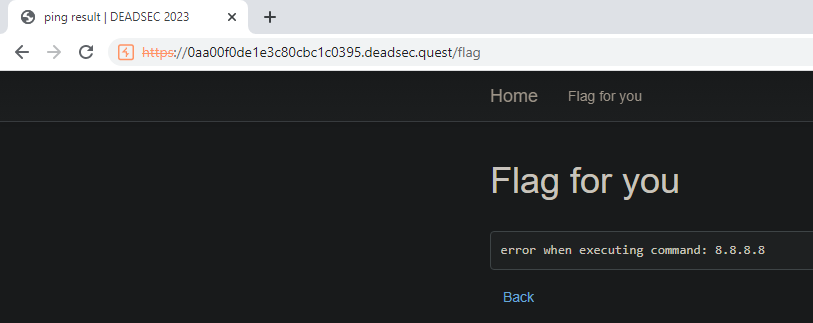 ping result | DEADSEC 2023
https://0aa00f0de1e3c80cbc1c0395.deadsec.quest/flag
Home Flag for you
Flag for you
error when executing command: 8.8.8.8
Back